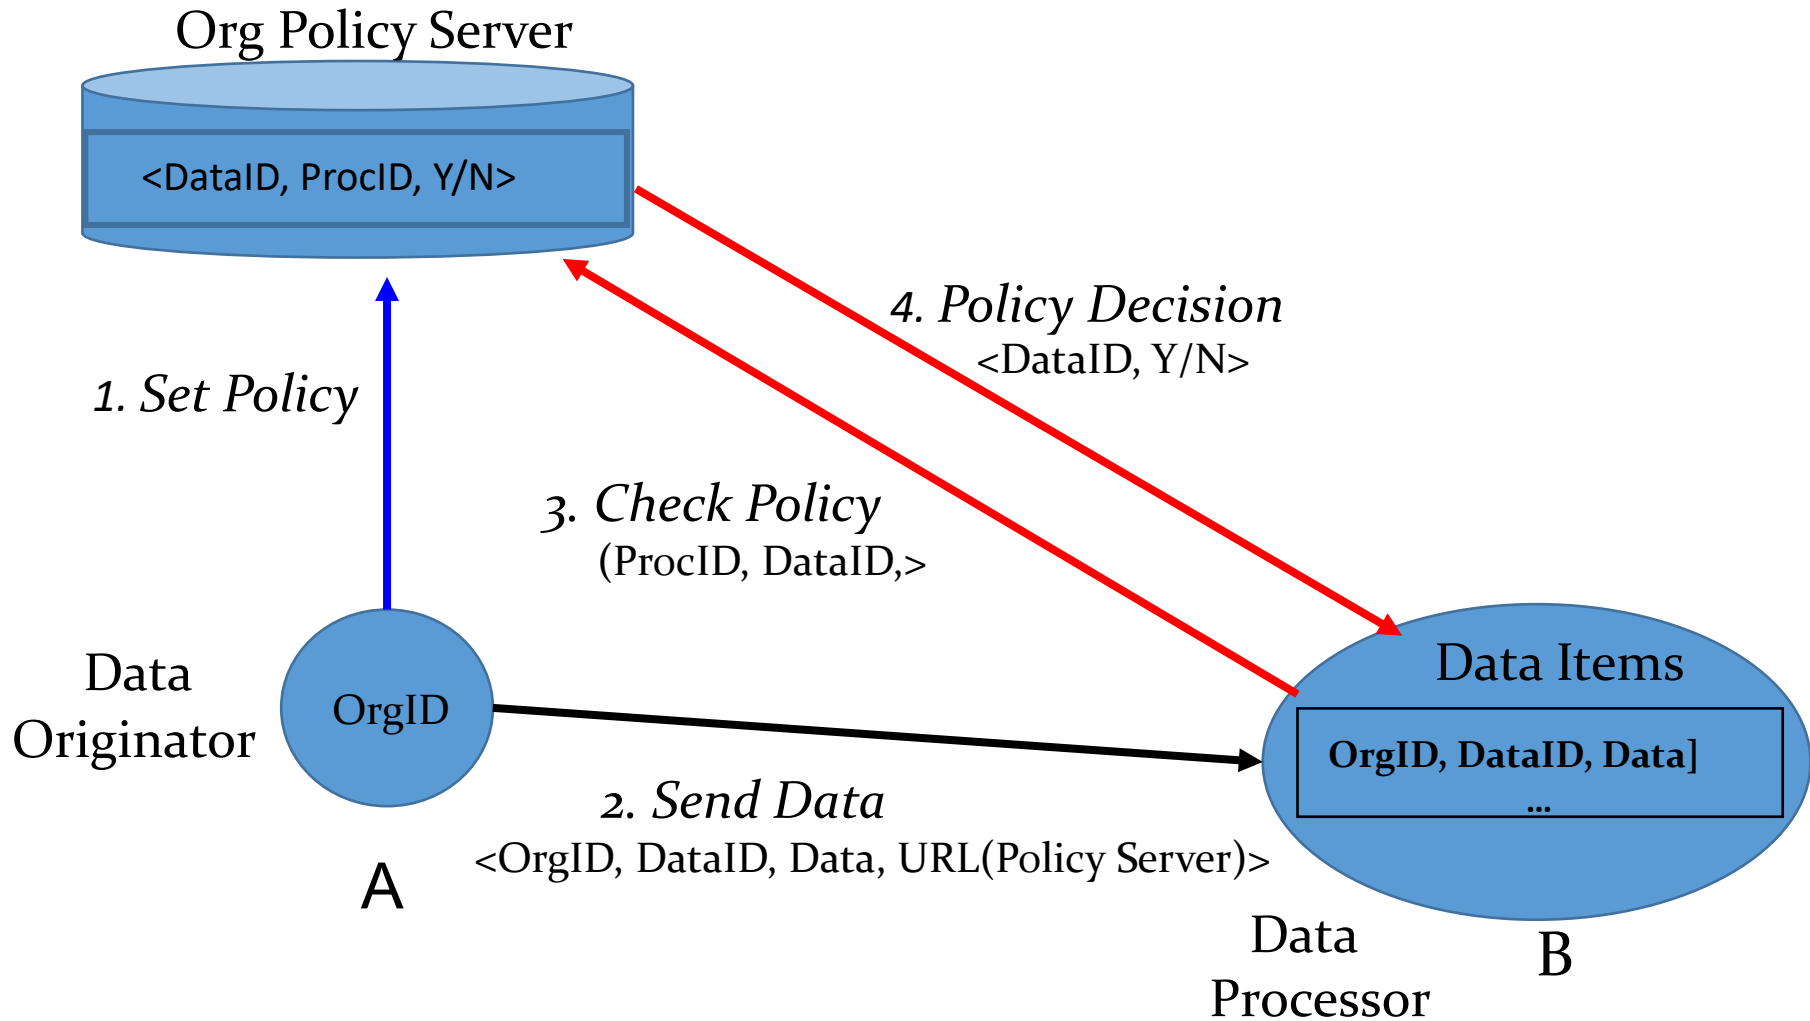 Org Policy Server
<DataID, ProcID, Y/N>
4. Policy Decision
<DataID, Y/N>
1. Set Policy
3. Check Policy
(ProcID, DataID,>
Data
Originator
OrgID
Data Items
OrgID, DataID, Data]
...
2. Send Data
<OrgID, DataID, Data, URL(Policy Server)>
A
Data
Processor
B